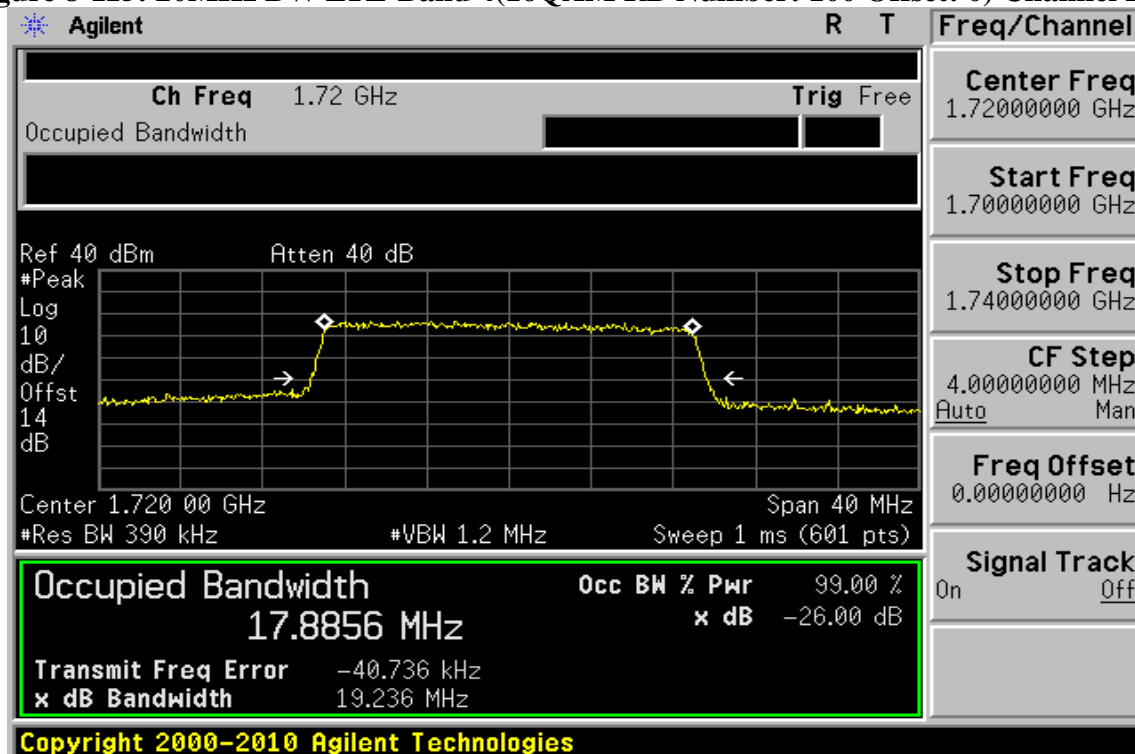 Agilent R T Freq/Channel
Ch Freq 1.72 GHz Trig Free
Occupied Bandwidth
Center Freq
1.72000000 GHz
Start Freq
1.70000000 GHz
Stop Freq
1.74000000 GHz
CF Step
4.00000000 MHz
Auto Man
Freq Offset
0.00000000 Hz
Signal Track
On Off
Ref 40 dBm Atten 40 dB
#Peak
Log
10
dB/
Offst
14
dB
Center 1.720 00 GHz Span 40 MHz
#Res BW 390 kHz #VBW 1.2 MHz Sweep 1 ms (601 pts)
Occupied Bandwidth Occ BW % Pwr 99.00 %
17.8856 MHz x dB -26.00 dB
Transmit Freq Error -40.736 kHz
x dB Bandwidth 19.236 MHz
Copyright 2000-2010 Agilent Technologies